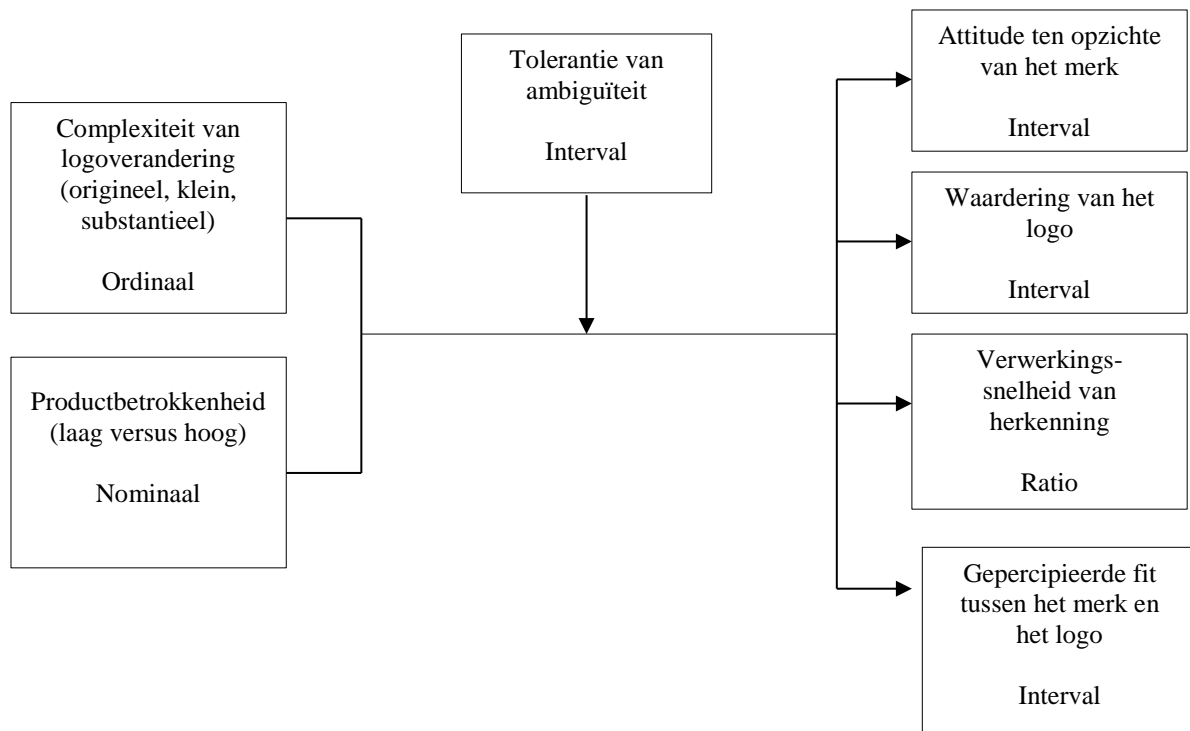 Complexiteit van
logoverandering
(origineel, klein,
substantieel)
Ordinaal
Productbetrokkenheid
(laag versus hoog)
Nominaal
Tolerantie van
ambiguïteit
Interval
Attitude ten opzichte
van het merk
Interval
Waardering van het
logo
Interval
Verwerkings-
snelheid van
herkenning
Ratio
Gepercipieerde fit
tussen het merk en
het logo
Interval